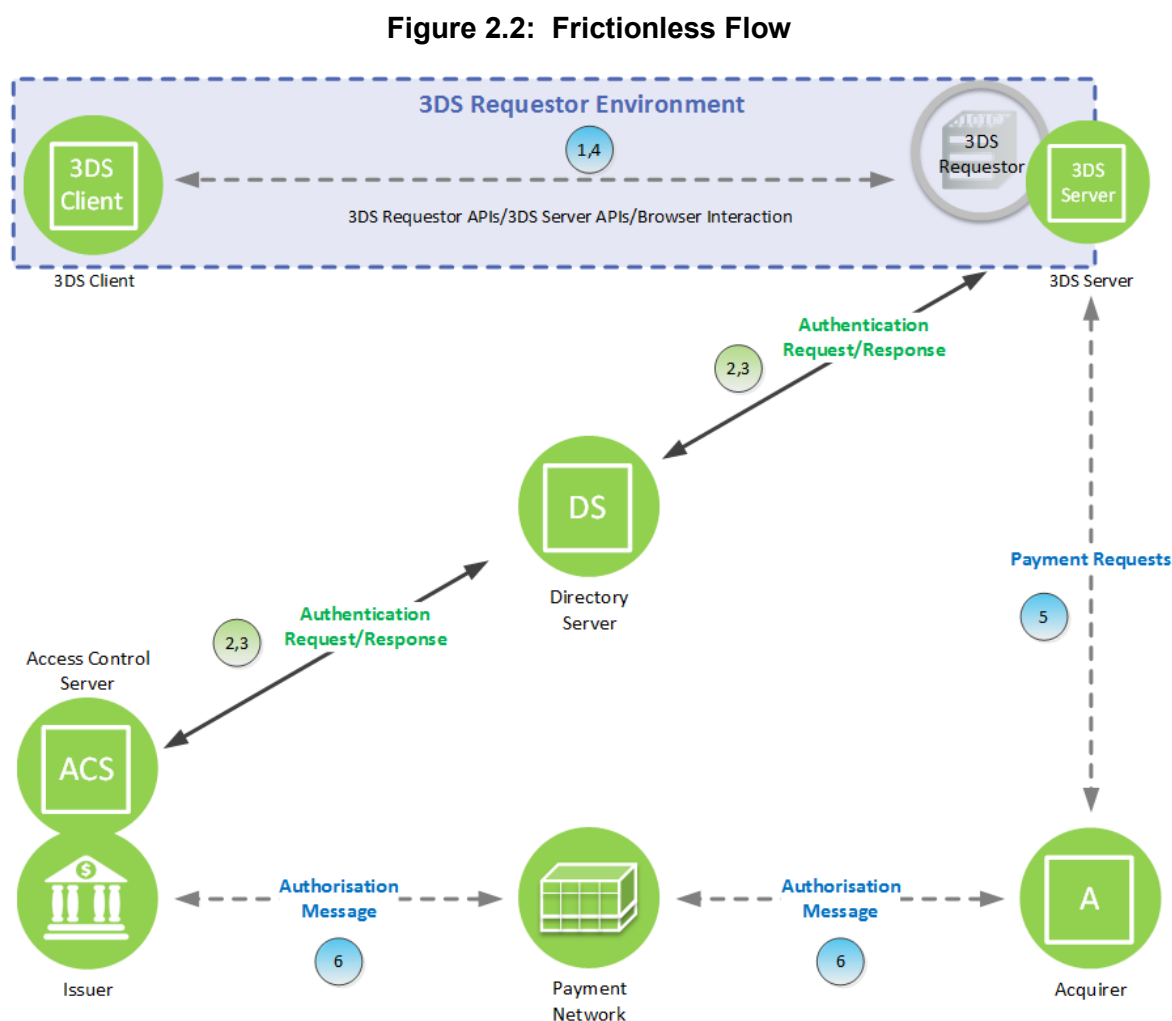 Figure 2.2: Frictionless Flow
3DS Requestor Environment
3DS
Client
1,4
3DS
Requestor
3DS
Server
3DS Requestor APIs/3DS Server APIs/Browser Interaction
3DS Client
3DS Server
Authentication
Request/Response
2,3
DS
Directory
Server
Payment Requests
5
Authentication
Request/Response
2,3
Access Control
Server
ACS
$
Issuer
Authorisation
Message
6
Payment
Network
Authorisation
Message
6
A
Acquirer